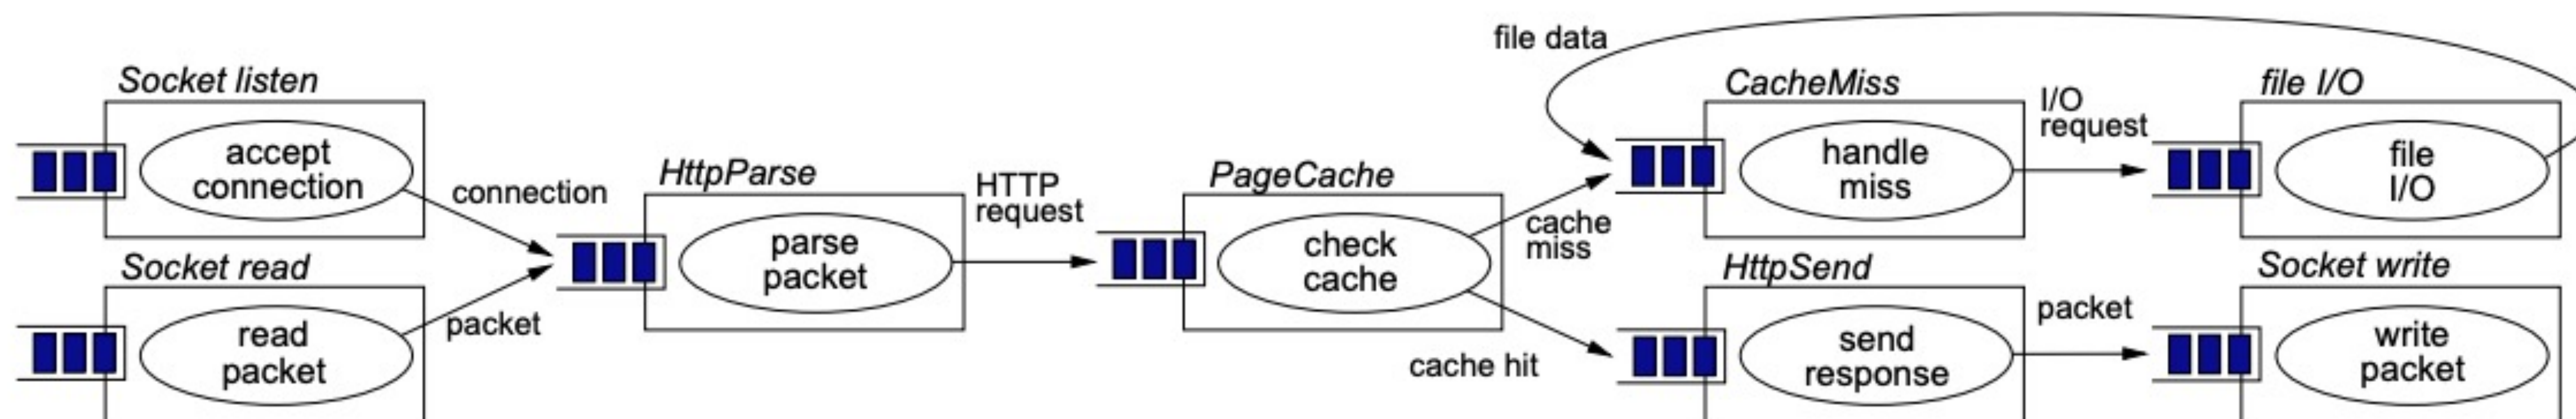 file data
Socket listen
accept
connection
connection
Socket read
read
packet
packet
HttpParse
parse
packet
HTTP
request
PageCache
check
cache
cache
miss
cache hit
CacheMiss
handle
miss
I/O
request
file I/O
file
I/O
HttpSend
send
response
packet
Socket write
write
packet